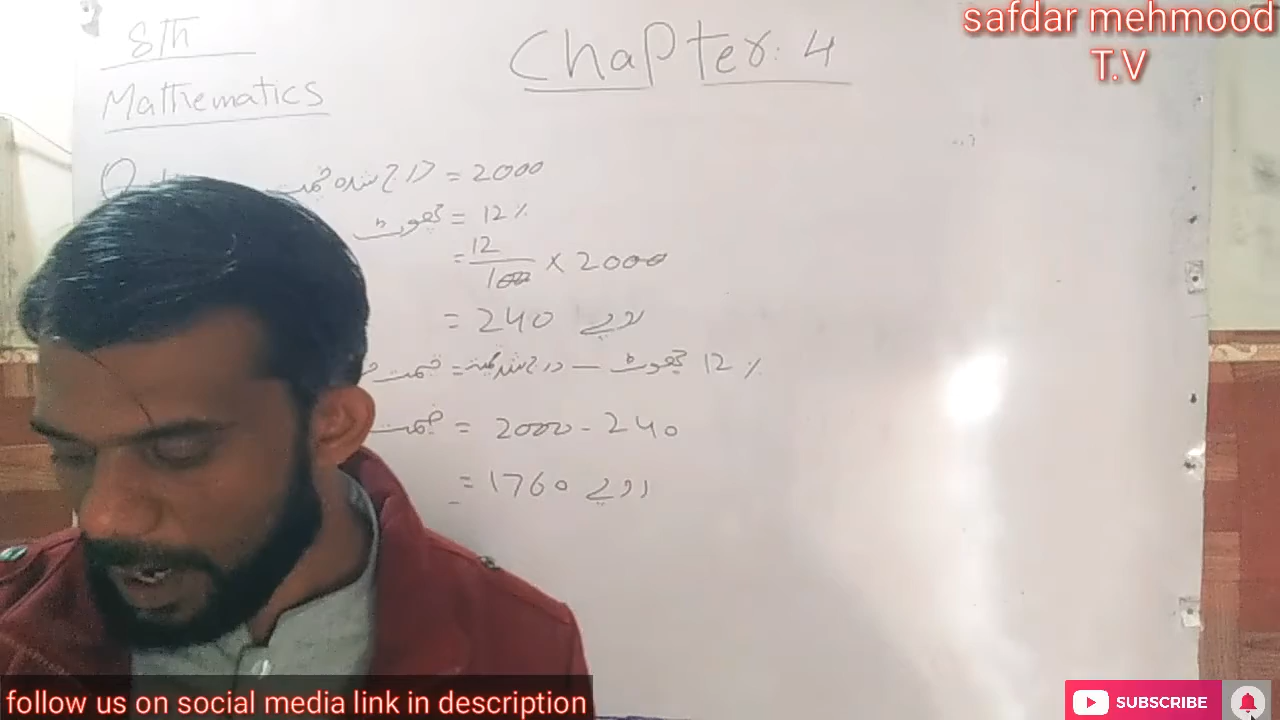 safdar mehmood
T.V
8th
Mathematics
Chapter: 4
درج شدہ قیمت = 2000
چھوٹ = 12 %
= 12/100 × 2000
= 240 روپے
قیمت = درج شدہ قیمت — چھوٹ 12 %
قیمت = 2000 - 240
= 1760 روپے
follow us on social media link in description
SUBSCRIBE